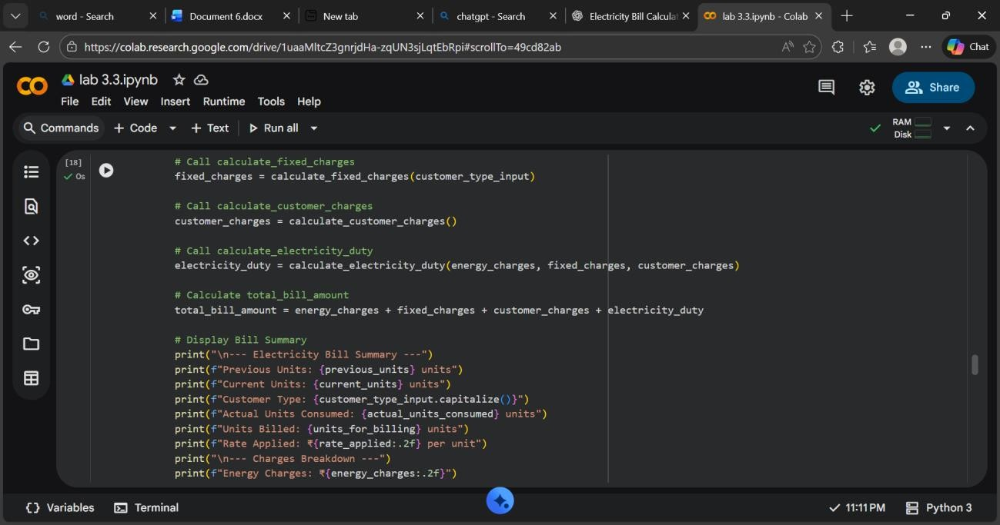 word - Search
Document 6.docx
New tab
chatgpt - Search
Electricity Bill Calcula
lab 3.3.ipynb - Colab
https://colab.research.google.com/drive/1uaaMltcZ3gnrjdHa-zqUN3sjLqtEbRpi#scrollTo=49cd82ab
Chat
lab 3.3.ipynb
File Edit View Insert Runtime Tools Help
Share
Commands + Code + Text Run all
RAM
Disk
[18]
0s
# Call calculate_fixed_charges
fixed_charges = calculate_fixed_charges(customer_type_input)
# Call calculate_customer_charges
customer_charges = calculate_customer_charges()
# Call calculate_electricity_duty
electricity_duty = calculate_electricity_duty(energy_charges, fixed_charges, customer_charges)
# Calculate total_bill_amount
total_bill_amount = energy_charges + fixed_charges + customer_charges + electricity_duty
# Display Bill Summary
print("\n--- Electricity Bill Summary ---")
print(f"Previous Units: {previous_units} units")
print(f"Current Units: {current_units} units")
print(f"Customer Type: {customer_type_input.capitalize()}")
print(f"Actual Units Consumed: {actual_units_consumed} units")
print(f"Units Billed: {units_for_billing} units")
print(f"Rate Applied: ₹{rate_applied:.2f} per unit")
print("\n--- Charges Breakdown ---")
print(f"Energy Charges: ₹{energy_charges:.2f}")
Variables
Terminal
11:11 PM
Python 3